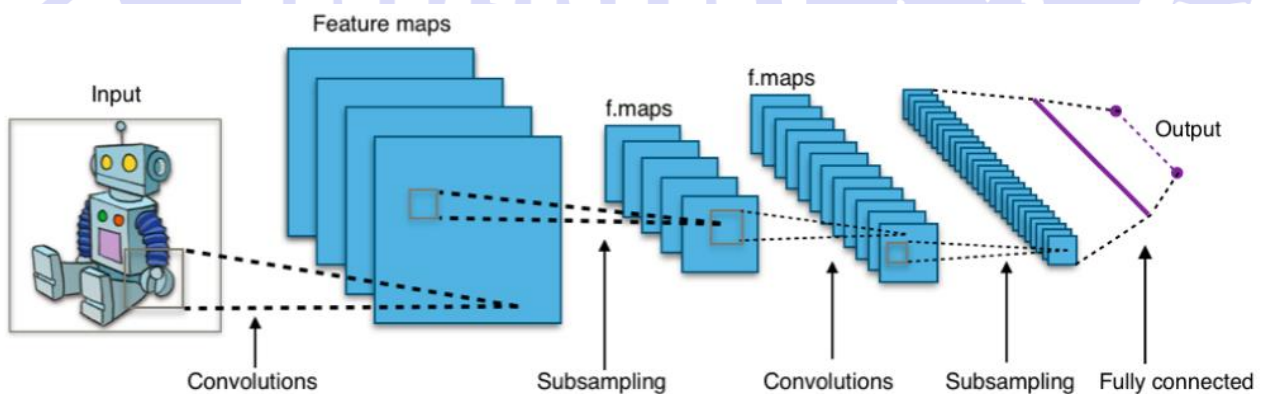 Feature maps
Input
f.maps
f.maps
Output
Convolutions
Subsampling
Convolutions
Subsampling
Fully connected